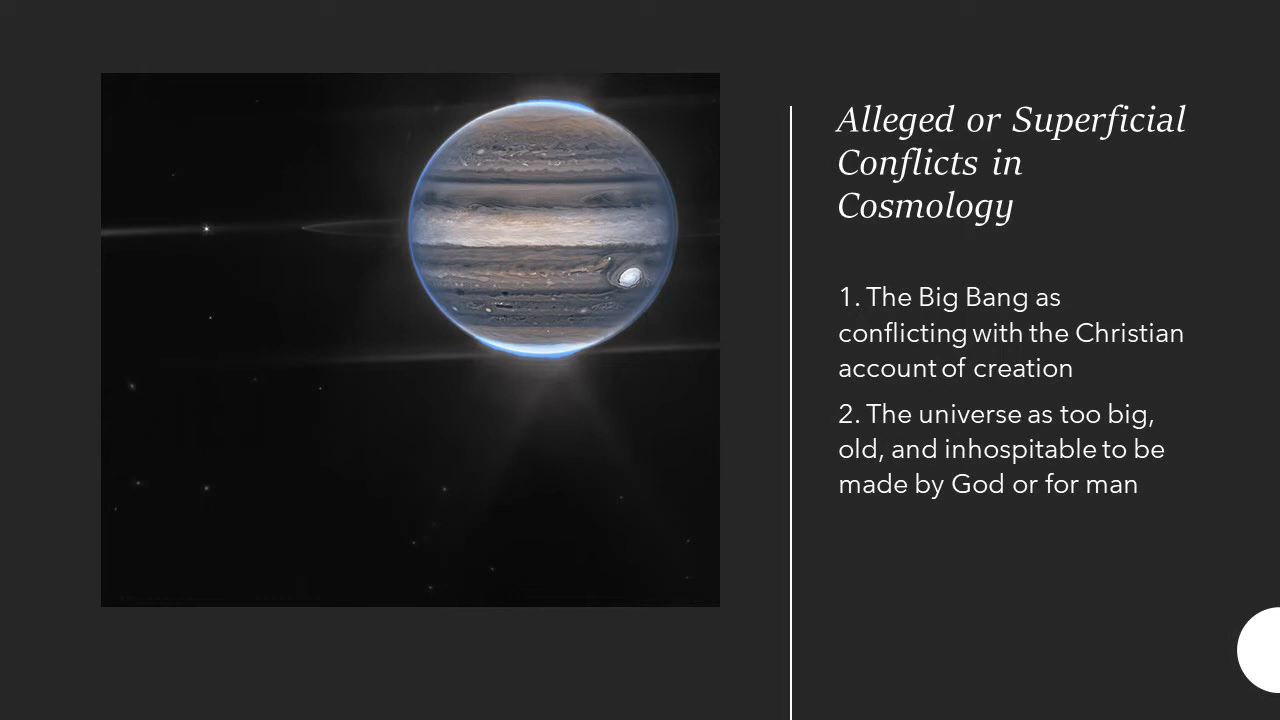 Alleged or Superficial
Conflicts in
Cosmology
1. The Big Bang as
conflicting with the Christian
account of creation
2. The universe as too big,
old, and inhospitable to be
made by God or for man